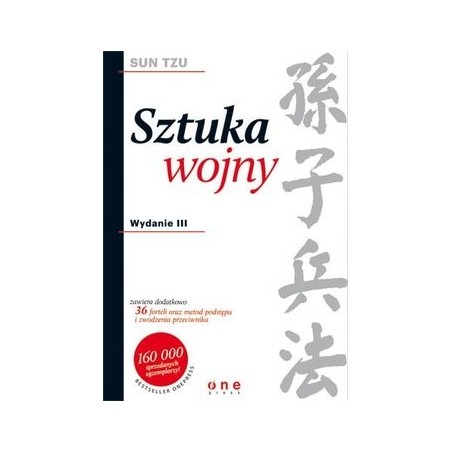 SUN TZU
Sztuka
wojny
孫子兵法
Wydanie III
zawiera dodatkowo
36 forteli oraz metod podstępu
i zwodzenia przeciwnika
160 000
sprzedanych
egzemplarzy!
BESTSELLER ONEPRESS
one
press